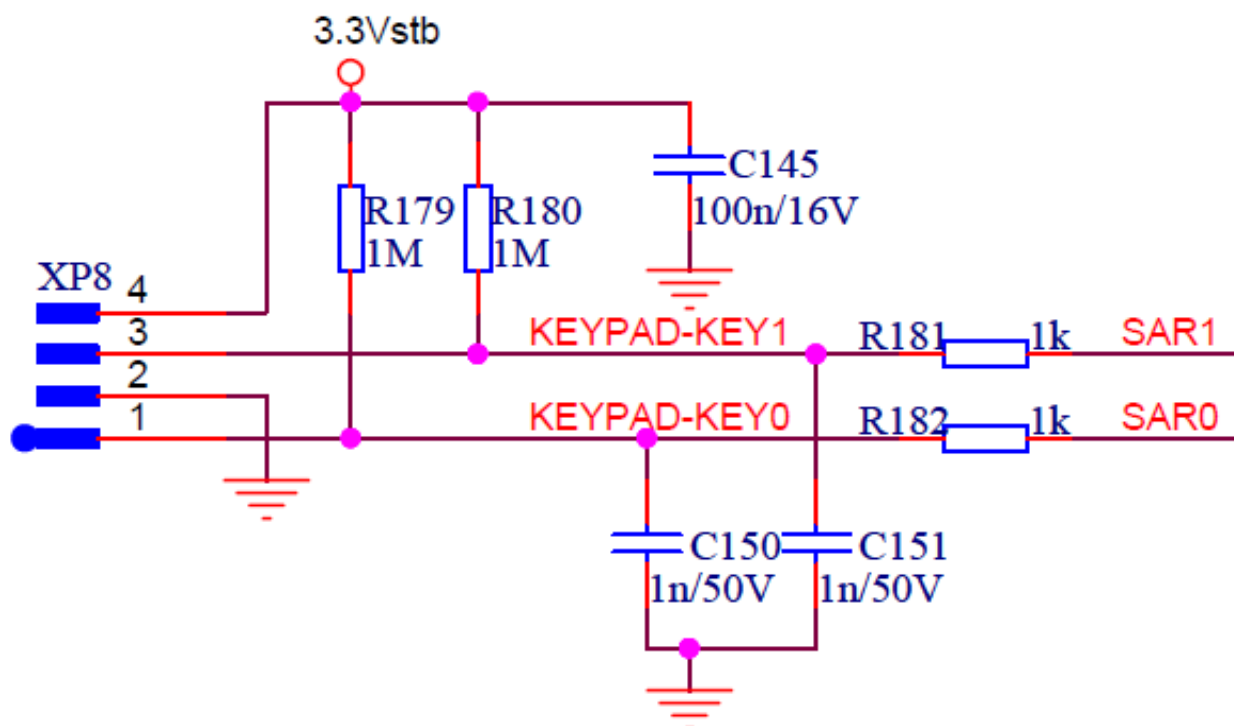 3.3Vstb
C145
100n/16V
R179
1M
R180
1M
XP8
4
3
2
1
KEYPAD-KEY1
R181
1k
SAR1
KEYPAD-KEY0
R182
1k
SAR0
C150
1n/50V
C151
1n/50V